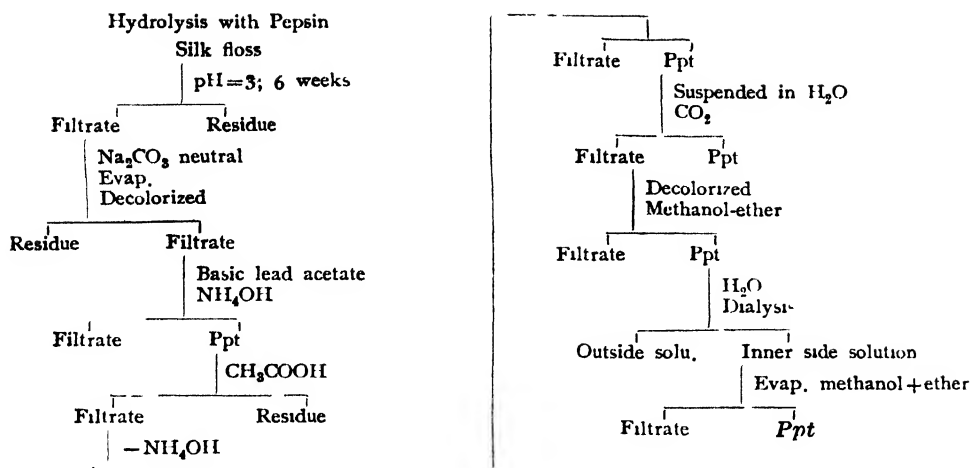 Hydrolysis with Pepsin
Silk floss
pH=3; 6 weeks
Filtrate Residue
Na₂CO₃ neutral
Evap.
Decolorized
Residue Filtrate
Basic lead acetate
NH₄OH
Filtrate Ppt
CH₃COOH
Filtrate Residue
-NH₄OH
Filtrate Ppt
Suspended in H₂O
CO₂
Filtrate Ppt
Decolorized
Methanol-ether
Filtrate Ppt
H₂O
Dialysis
Outside solu. Inner side solution
Evap. methanol+ether
Filtrate Ppt